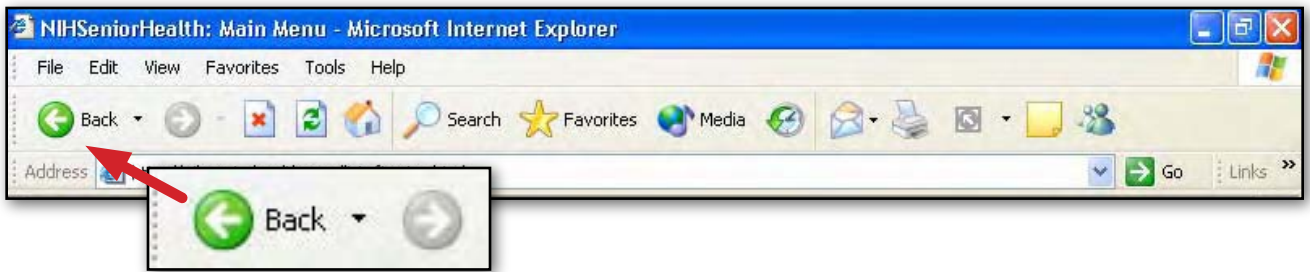 NIHSeniorHealth: Main Menu - Microsoft Internet Explorer
File Edit View Favorites Tools Help
Back Search Favorites Media
Address Go Links »
Back